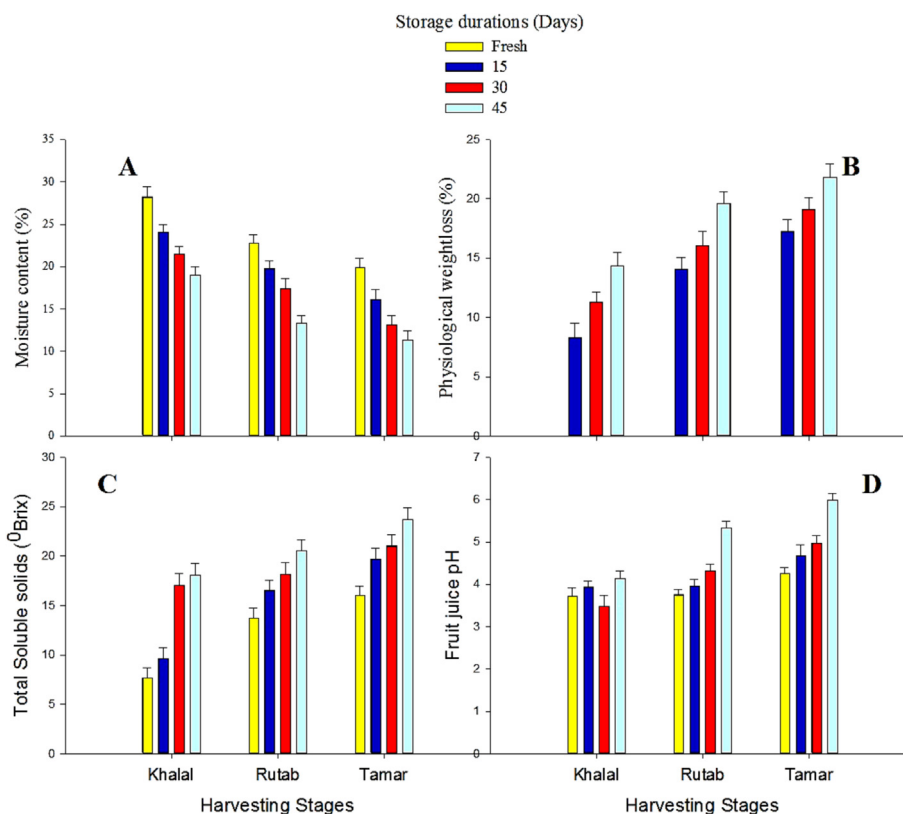 Storage durations (Days)
Fresh
15
30
45
A
Moisture content (%)
35
30
25
20
15
10
5
0
B
Physiological weightloss (%)
25
20
15
10
5
0
C
Total Soluble solids (⁰Brix)
30
25
20
15
10
5
0
Khalal Rutab Tamar
Harvesting Stages
D
Fruit juice pH
7
6
5
4
3
2
1
0
Khalal Rutab Tamar
Harvesting Stages